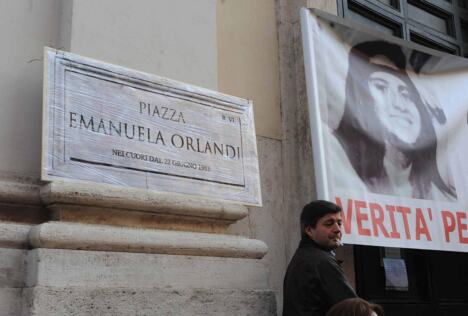 PIAZZA
R. VI
EMANUELA ORLANDI
NEI CUORI DAL 22 GIUGNO 1983
VERITA' PE